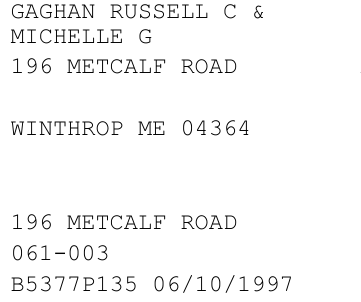 GAGHAN RUSSELL C &
MICHELLE G
196 METCALF ROAD
WINTHROP ME 04364
196 METCALF ROAD
061-003
B5377P135 06/10/1997